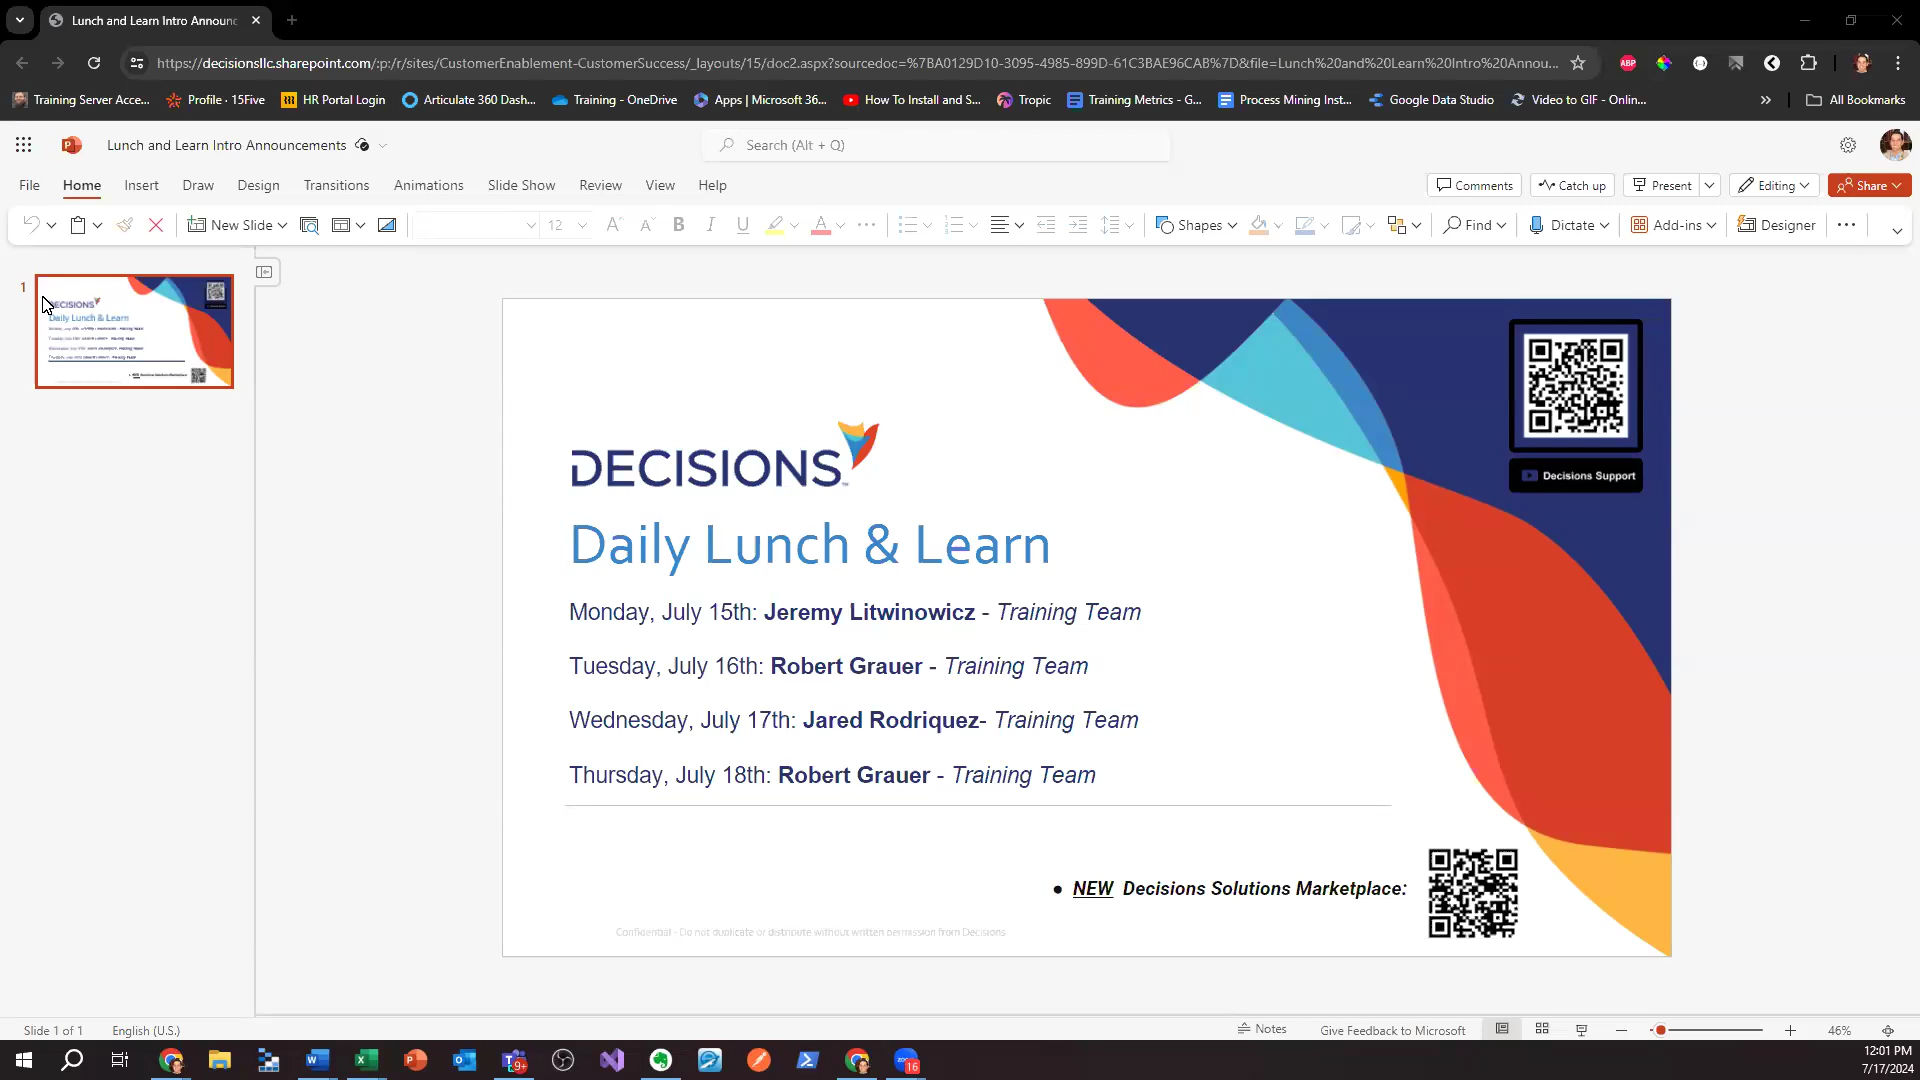 Lunch and Learn Intro Announc
https://decisionsllc.sharepoint.com/:p:/r/sites/CustomerEnablement-CustomerSuccess/_layouts/15/doc2.aspx?sourcedoc=%7BA0129D10-3095-4985-899D-61C3BAE96CAB%7D&file=Lunch%20and%20Learn%20Intro%20Annou...
ABP
Training Server Acce... Profile · 15Five HR Portal Login Articulate 360 Dash... Training - OneDrive Apps | Microsoft 36... How To Install and S... Tropic Training Metrics - G... Process Mining Inst... Google Data Studio Video to GIF - Onlin... » All Bookmarks
Lunch and Learn Intro Announcements
Search (Alt + Q)
File Home Insert Draw Design Transitions Animations Slide Show Review View Help
Comments Catch up Present Editing Share
New Slide 12 A A B I U A Shapes Find Dictate Add-ins Designer
1
DECISIONS
Daily Lunch & Learn
Decisions Support
DECISIONS
Daily Lunch & Learn
Monday, July 15th: Jeremy Litwinowicz - Training Team
Tuesday, July 16th: Robert Grauer - Training Team
Wednesday, July 17th: Jared Rodriquez- Training Team
Thursday, July 18th: Robert Grauer - Training Team
• NEW Decisions Solutions Marketplace:
Confidential - Do not duplicate or distribute without written permission from Decisions
Slide 1 of 1 English (U.S.) Notes Give Feedback to Microsoft 46%
9+
16
12:01 PM
7/17/2024